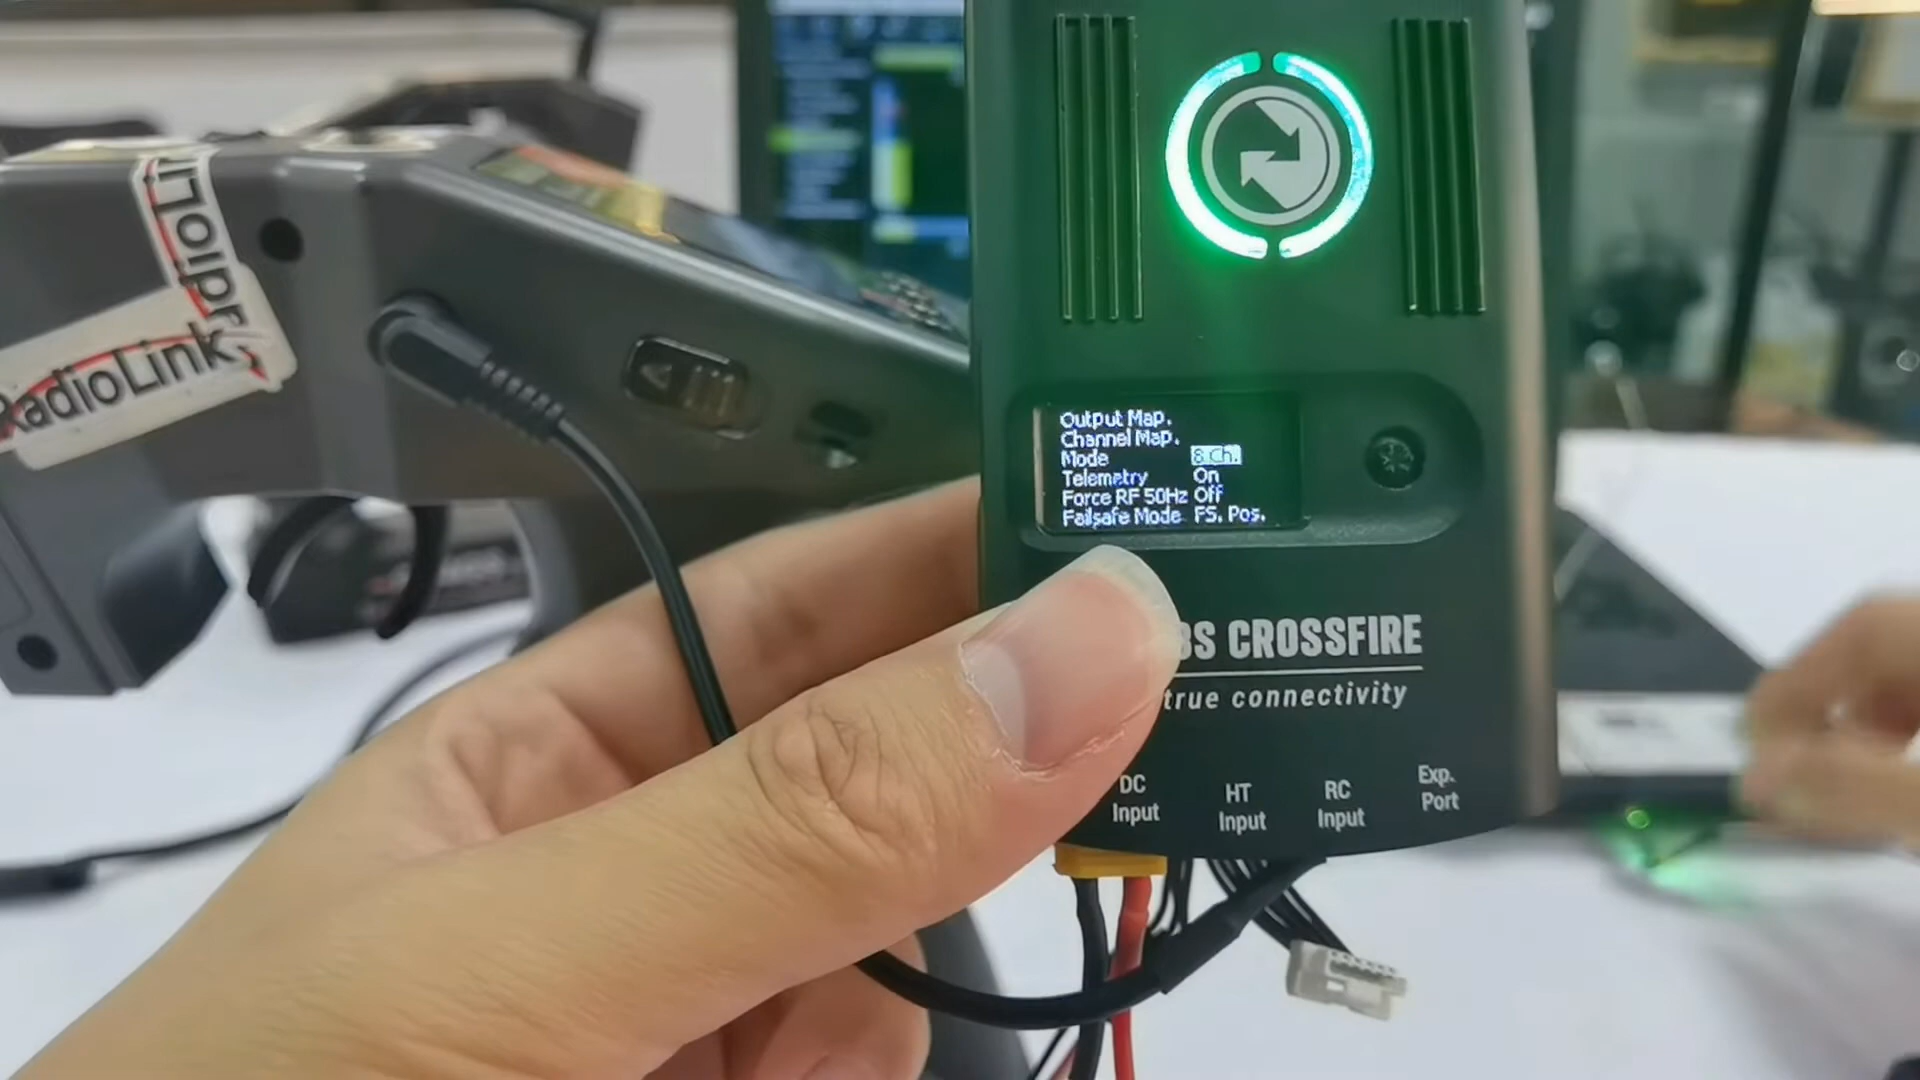 RadioLink
RadioLink
Output Map.
Channel Map.
Mode 8 Ch.
Telemetry On
Force RF 50Hz Off
Failsafe Mode FS. Pos.
BS CROSSFIRE
true connectivity
DC Input
HT Input
RC Input
Exp. Port